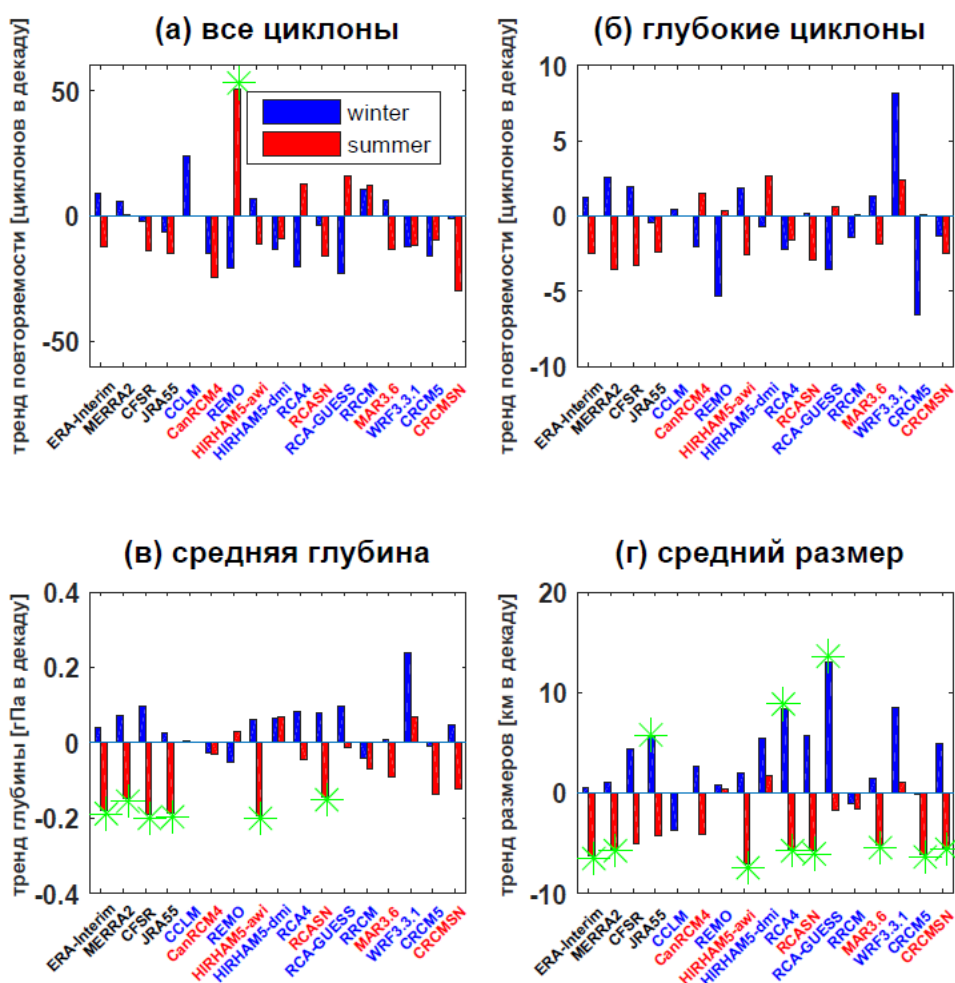 (а) все циклоны
тренд повторяемости [циклонов в декаду]
50
0
-50
winter
summer
ERA-Interim
MERRA2
CFSR
JRA55
CCLM
CanRCM4
REMO
HIRHAM5-awi
HIRHAM5-dmi
RCA4
RCASN
RCA-GUESS
RRCM
MAR3.6
WRF3.3.1
CRCM5
CRCMSN
(б) глубокие циклоны
тренд повторяемости [циклонов в декаду]
10
5
0
-5
-10
ERA-Interim
MERRA2
CFSR
JRA55
CCLM
CanRCM4
REMO
HIRHAM5-awi
HIRHAM5-dmi
RCA4
RCASN
RCA-GUESS
RRCM
MAR3.6
WRF3.3.1
CRCM5
CRCMSN
(в) средняя глубина
тренд глубины [гПа в декаду]
0.4
0.2
0
-0.2
-0.4
ERA-Interim
MERRA2
CFSR
JRA55
CCLM
CanRCM4
REMO
HIRHAM5-awi
HIRHAM5-dmi
RCA4
RCASN
RCA-GUESS
RRCM
MAR3.6
WRF3.3.1
CRCM5
CRCMSN
(г) средний размер
тренд размеров [км в декаду]
20
10
0
-10
ERA-Interim
MERRA2
CFSR
JRA55
CCLM
CanRCM4
REMO
HIRHAM5-awi
HIRHAM5-dmi
RCA4
RCASN
RCA-GUESS
RRCM
MAR3.6
WRF3.3.1
CRCM5
CRCMSN